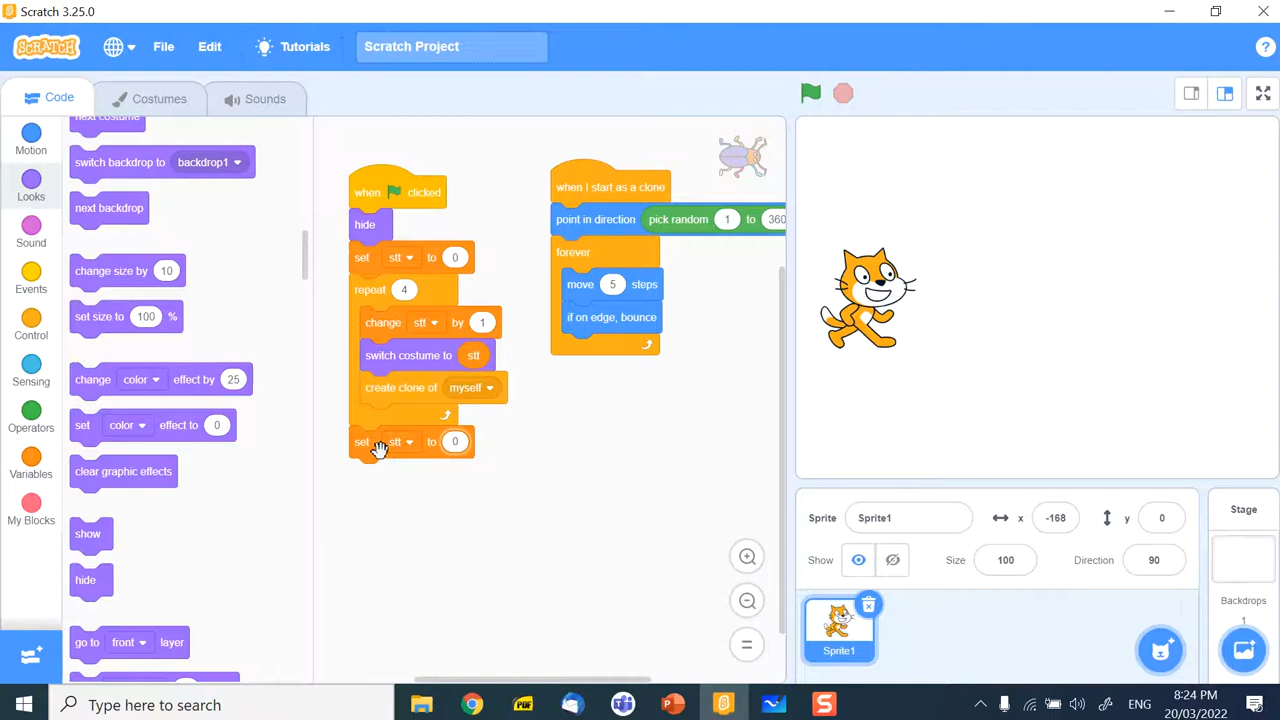 Scratch 3.25.0
SCRATCH
File
Edit
Tutorials
Scratch Project
Code
Costumes
Sounds
Motion
Looks
Sound
Events
Control
Sensing
Operators
Variables
My Blocks
next costume
switch backdrop to backdrop1
next backdrop
change size by 10
set size to 100 %
change color effect by 25
set color effect to 0
clear graphic effects
show
hide
go to front layer
when clicked
hide
set stt to 0
repeat 4
change stt by 1
switch costume to stt
create clone of myself
set stt to 0
when I start as a clone
point in direction pick random 1 to 360
forever
move 5 steps
if on edge, bounce
Sprite Sprite1 x -168 y 0
Show Size 100 Direction 90
Sprite1
Stage
Backdrops
1
Type here to search
ENG
8:24 PM
20/03/2022